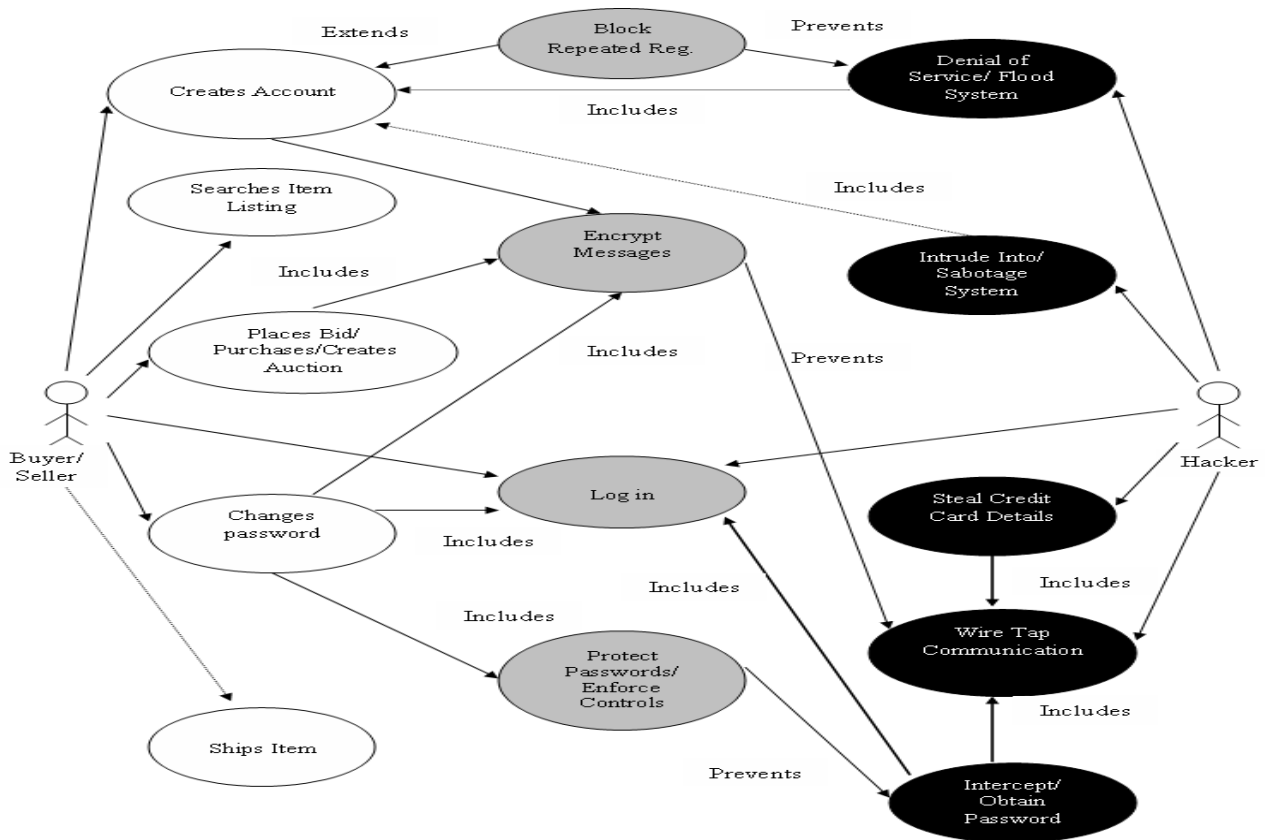 Extends
Block
Repeated Reg.
Prevents
Creates Account
Denial of
Service/ Flood
System
Includes
Searches Item
Listing
Includes
Encrypt
Messages
Includes
Intrude Into/
Sabotage
System
Places Bid/
Purchases/Creates
Auction
Includes
Prevents
Buyer/
Seller
Hacker
Log in
Steal Credit
Card Details
Changes
password
Includes
Includes
Includes
Includes
Protect
Passwords/
Enforce
Controls
Wire Tap
Communication
Includes
Ships Item
Prevents
Intercept/
Obtain
Password